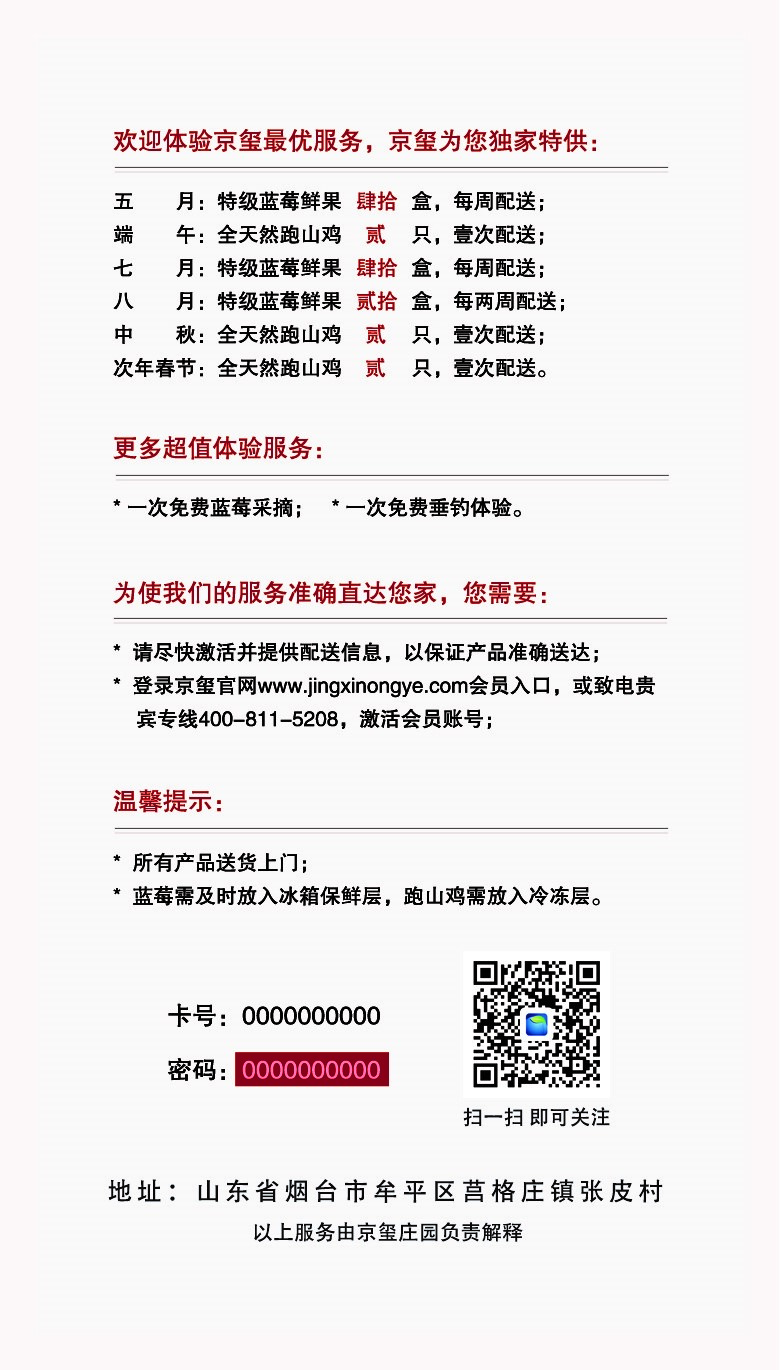 欢迎体验京玺最优服务，京玺为您独家特供：
五月：特级蓝莓鲜果 肆拾 盒，每周配送；
端午：全天然跑山鸡 贰 只，壹次配送；
七月：特级蓝莓鲜果 肆拾 盒，每周配送；
八月：特级蓝莓鲜果 贰拾 盒，每两周配送；
中秋：全天然跑山鸡 贰 只，壹次配送；
次年春节：全天然跑山鸡 贰 只，壹次配送。
更多超值体验服务：
* 一次免费蓝莓采摘； * 一次免费垂钓体验。
为使我们的服务准确直达您家，您需要：
* 请尽快激活并提供配送信息，以保证产品准确送达；
* 登录京玺官网www.jingxinongye.com会员入口，或致电贵
宾专线400-811-5208，激活会员账号；
温馨提示：
* 所有产品送货上门；
* 蓝莓需及时放入冰箱保鲜层，跑山鸡需放入冷冻层。
卡号：0000000000
密码：0000000000
扫一扫 即可关注
地址：山东省烟台市牟平区莒格庄镇张皮村
以上服务由京玺庄园负责解释